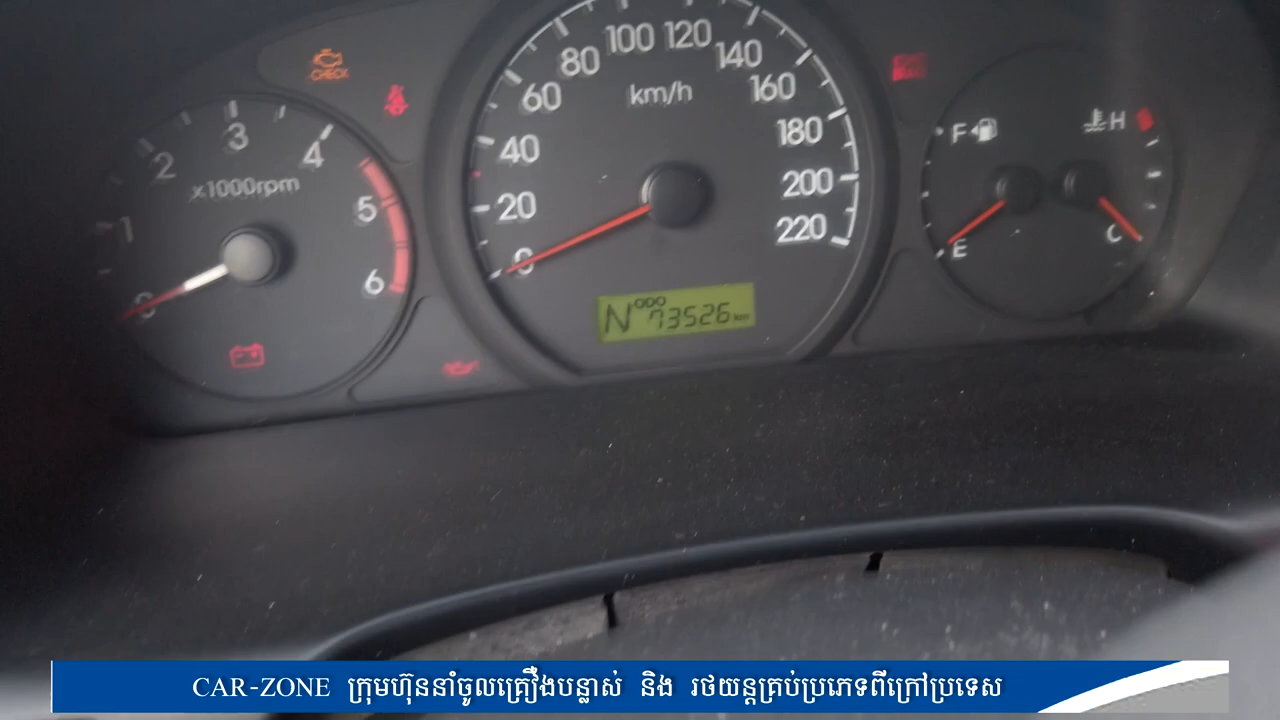 CHECK
0 1 2 3 4 5 6
x1000rpm
0 20 40 60 80 100 120 140 160 180 200 220
km/h
N ODO 73526 km
F
E
H
C
CAR-ZONE ក្រុមហ៊ុននាំចូលគ្រឿងបន្លាស់ និង រថយន្តគ្រប់ប្រភេទពីក្រៅប្រទេស